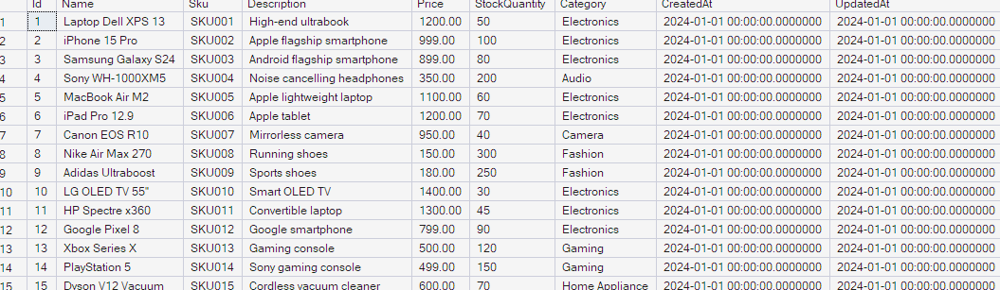 Id Name Sku Description Price StockQuantity Category CreatedAt UpdatedAt
1 1 Laptop Dell XPS 13 SKU001 High-end ultrabook 1200.00 50 Electronics 2024-01-01 00:00:00.0000000 2024-01-01 00:00:00.0000000
2 2 iPhone 15 Pro SKU002 Apple flagship smartphone 999.00 100 Electronics 2024-01-01 00:00:00.0000000 2024-01-01 00:00:00.0000000
3 3 Samsung Galaxy S24 SKU003 Android flagship smartphone 899.00 80 Electronics 2024-01-01 00:00:00.0000000 2024-01-01 00:00:00.0000000
4 4 Sony WH-1000XM5 SKU004 Noise cancelling headphones 350.00 200 Audio 2024-01-01 00:00:00.0000000 2024-01-01 00:00:00.0000000
5 5 MacBook Air M2 SKU005 Apple lightweight laptop 1100.00 60 Electronics 2024-01-01 00:00:00.0000000 2024-01-01 00:00:00.0000000
6 6 iPad Pro 12.9 SKU006 Apple tablet 1200.00 70 Electronics 2024-01-01 00:00:00.0000000 2024-01-01 00:00:00.0000000
7 7 Canon EOS R10 SKU007 Mirrorless camera 950.00 40 Camera 2024-01-01 00:00:00.0000000 2024-01-01 00:00:00.0000000
8 8 Nike Air Max 270 SKU008 Running shoes 150.00 300 Fashion 2024-01-01 00:00:00.0000000 2024-01-01 00:00:00.0000000
9 9 Adidas Ultraboost SKU009 Sports shoes 180.00 250 Fashion 2024-01-01 00:00:00.0000000 2024-01-01 00:00:00.0000000
10 10 LG OLED TV 55" SKU010 Smart OLED TV 1400.00 30 Electronics 2024-01-01 00:00:00.0000000 2024-01-01 00:00:00.0000000
11 11 HP Spectre x360 SKU011 Convertible laptop 1300.00 45 Electronics 2024-01-01 00:00:00.0000000 2024-01-01 00:00:00.0000000
12 12 Google Pixel 8 SKU012 Google smartphone 799.00 90 Electronics 2024-01-01 00:00:00.0000000 2024-01-01 00:00:00.0000000
13 13 Xbox Series X SKU013 Gaming console 500.00 120 Gaming 2024-01-01 00:00:00.0000000 2024-01-01 00:00:00.0000000
14 14 PlayStation 5 SKU014 Sony gaming console 499.00 150 Gaming 2024-01-01 00:00:00.0000000 2024-01-01 00:00:00.0000000
15 15 Dyson V12 Vacuum SKU015 Cordless vacuum cleaner 600.00 70 Home Appliance 2024-01-01 00:00:00.0000000 2024-01-01 00:00:00.0000000